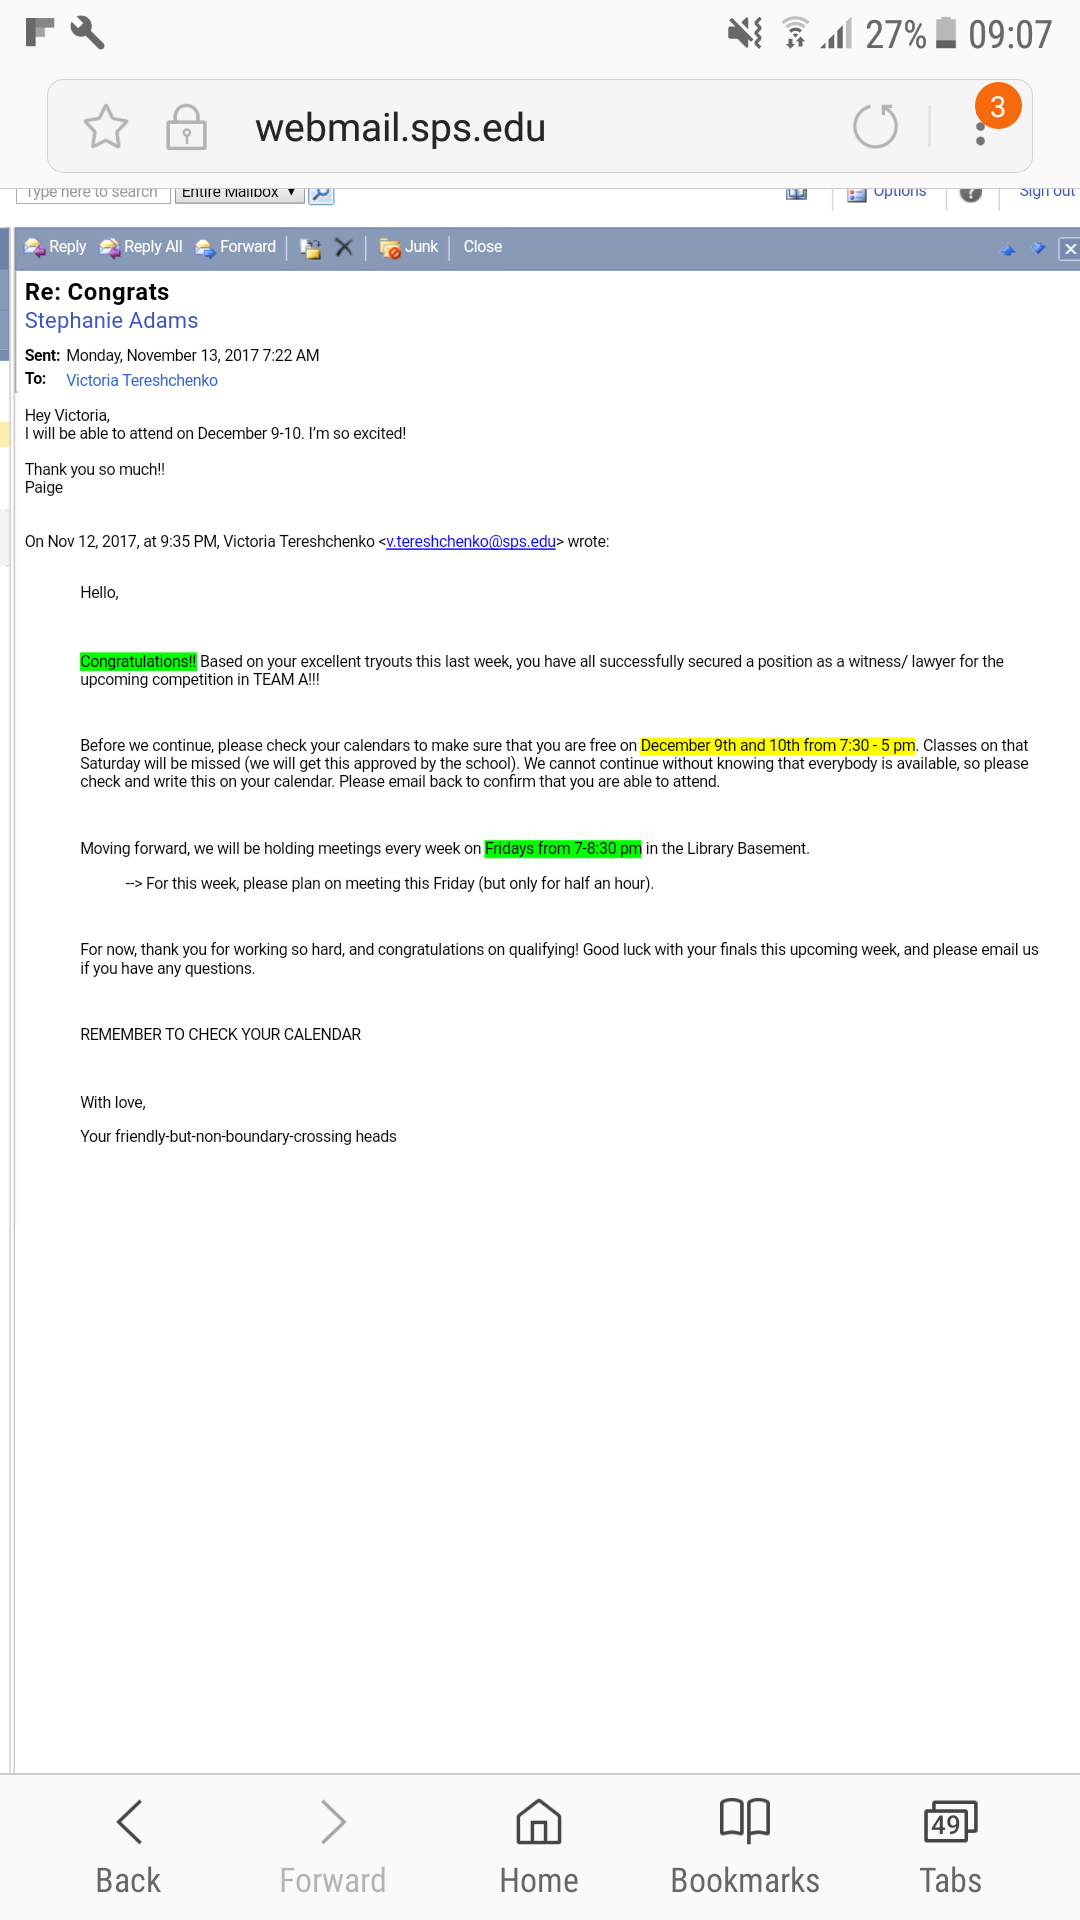 27% 09:07
webmail.sps.edu
3
Type here to search Entire Mailbox Options ? Sign out
Reply Reply All Forward Junk Close
Re: Congrats
Stephanie Adams
Sent: Monday, November 13, 2017 7:22 AM
To: Victoria Tereshchenko
Hey Victoria,
I will be able to attend on December 9-10. I'm so excited!
Thank you so much!!
Paige
On Nov 12, 2017, at 9:35 PM, Victoria Tereshchenko <v.tereshchenko@sps.edu> wrote:
Hello,
Congratulations!! Based on your excellent tryouts this last week, you have all successfully secured a position as a witness/ lawyer for the
upcoming competition in TEAM A!!!
Before we continue, please check your calendars to make sure that you are free on December 9th and 10th from 7:30 - 5 pm. Classes on that
Saturday will be missed (we will get this approved by the school). We cannot continue without knowing that everybody is available, so please
check and write this on your calendar. Please email back to confirm that you are able to attend.
Moving forward, we will be holding meetings every week on Fridays from 7-8:30 pm in the Library Basement.
--> For this week, please plan on meeting this Friday (but only for half an hour).
For now, thank you for working so hard, and congratulations on qualifying! Good luck with your finals this upcoming week, and please email us
if you have any questions.
REMEMBER TO CHECK YOUR CALENDAR
With love,
Your friendly-but-non-boundary-crossing heads
49
Back Forward Home Bookmarks Tabs